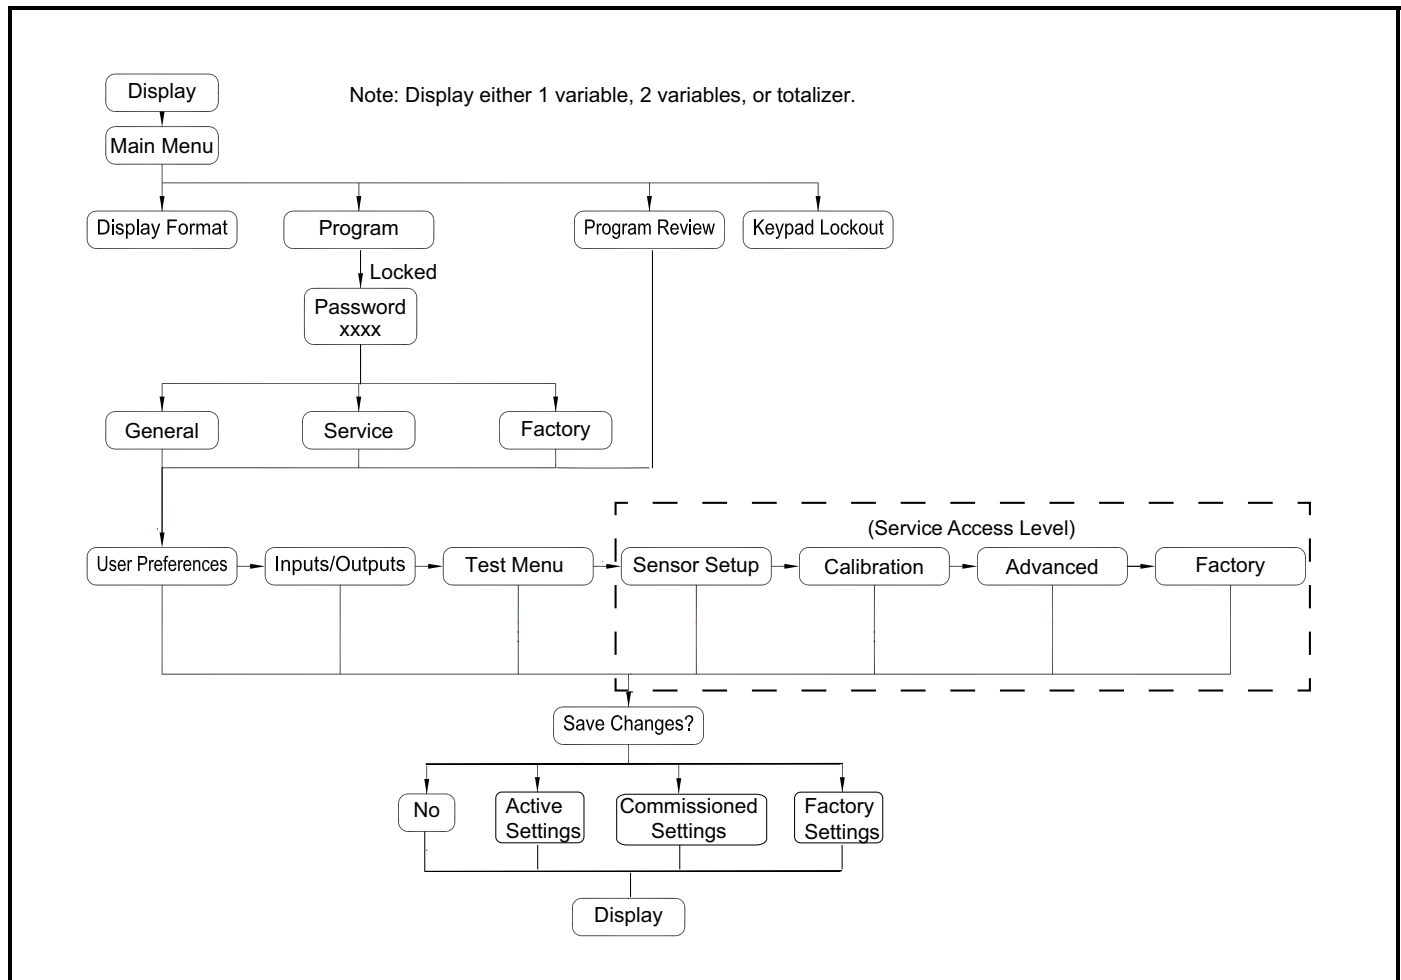 Display
Note: Display either 1 variable, 2 variables, or totalizer.
Main Menu
Display Format
Program
Program Review
Keypad Lockout
Locked
Password
xxxx
General
Service
Factory
(Service Access Level)
User Preferences
Inputs/Outputs
Test Menu
Sensor Setup
Calibration
Advanced
Factory
Save Changes?
No
Active
Settings
Commissioned
Settings
Factory
Settings
Display